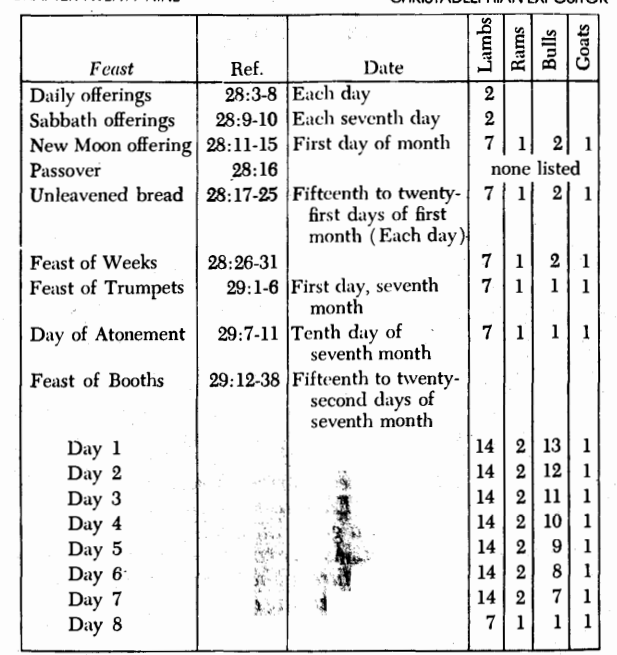 Feast Ref. Date Lambs Rams Bulls Goats
Daily offerings 28:3-8 Each day 2
Sabbath offerings 28:9-10 Each seventh day 2
New Moon offering 28:11-15 First day of month 7 1 2 1
Passover 28:16 none listed
Unleavened bread 28:17-25 Fifteenth to twenty- 7 1 2 1
first days of first
month (Each day)
Feast of Weeks 28:26-31 7 1 2 1
Feast of Trumpets 29:1-6 First day, seventh 7 1 1 1
month
Day of Atonement 29:7-11 Tenth day of 7 1 1 1
seventh month
Feast of Booths 29:12-38 Fifteenth to twenty-
second days of
seventh month
Day 1 14 2 13 1
Day 2 14 2 12 1
Day 3 14 2 11 1
Day 4 14 2 10 1
Day 5 14 2 9 1
Day 6 14 2 8 1
Day 7 14 2 7 1
Day 8 7 1 1 1